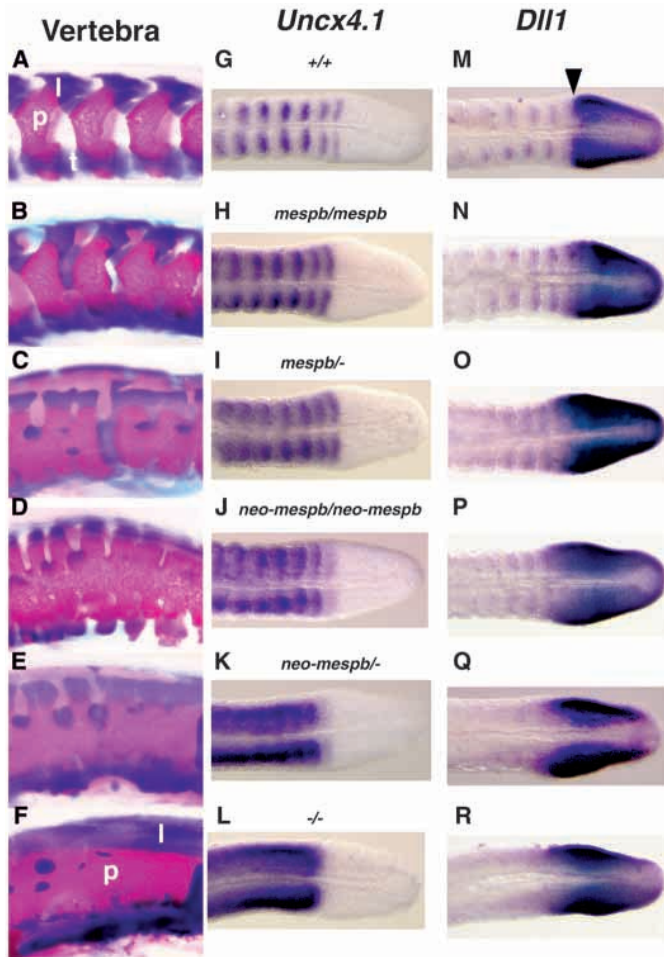 Vertebra Uncx4.1 Dll1
A G +/+ M
l
p
t
B H mespb/mespb N
C I mespb/- O
D J neo-mespb/neo-mespb P
E K neo-mespb/- Q
F L -/- R
l
p